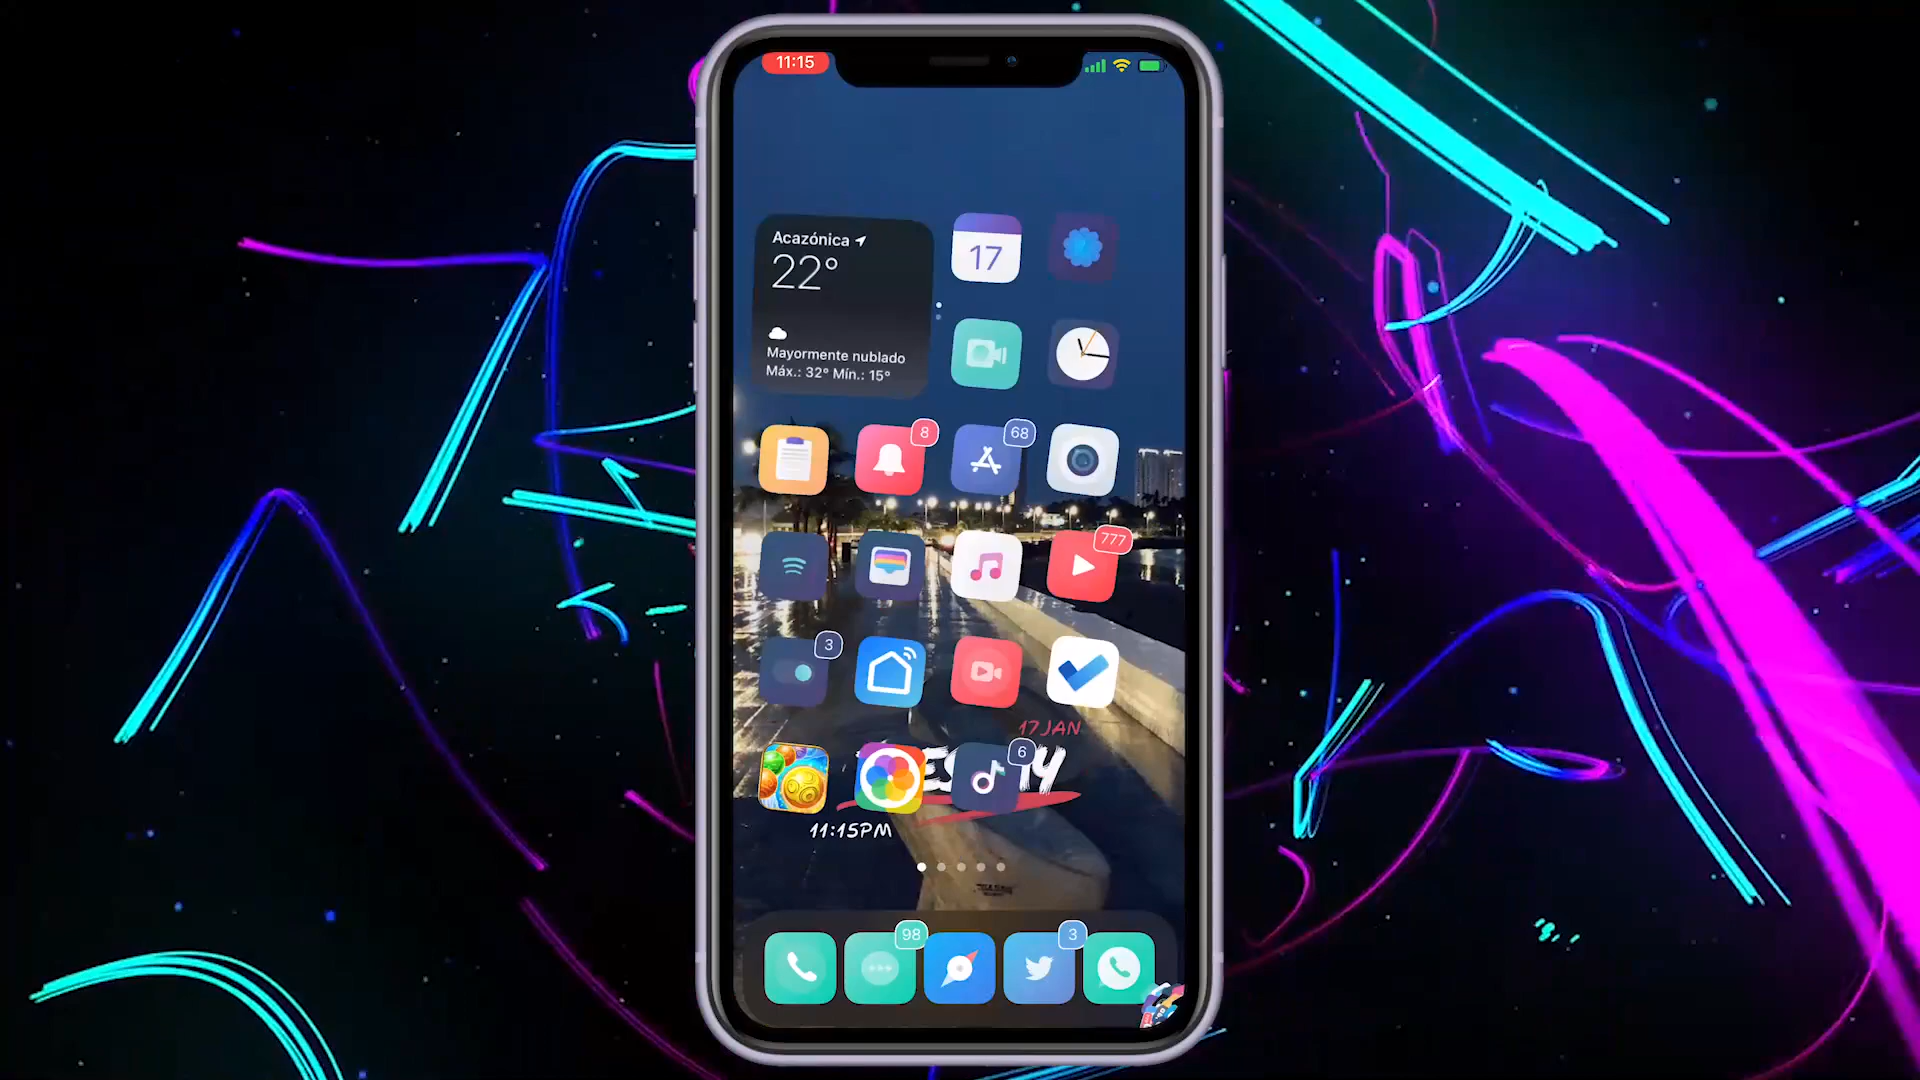 11:15
Acazónica
22°
Mayormente nublado
Máx.: 32° Mín.: 15°
17
8
68
777
3
17 JAN
6
11:15PM
98
3